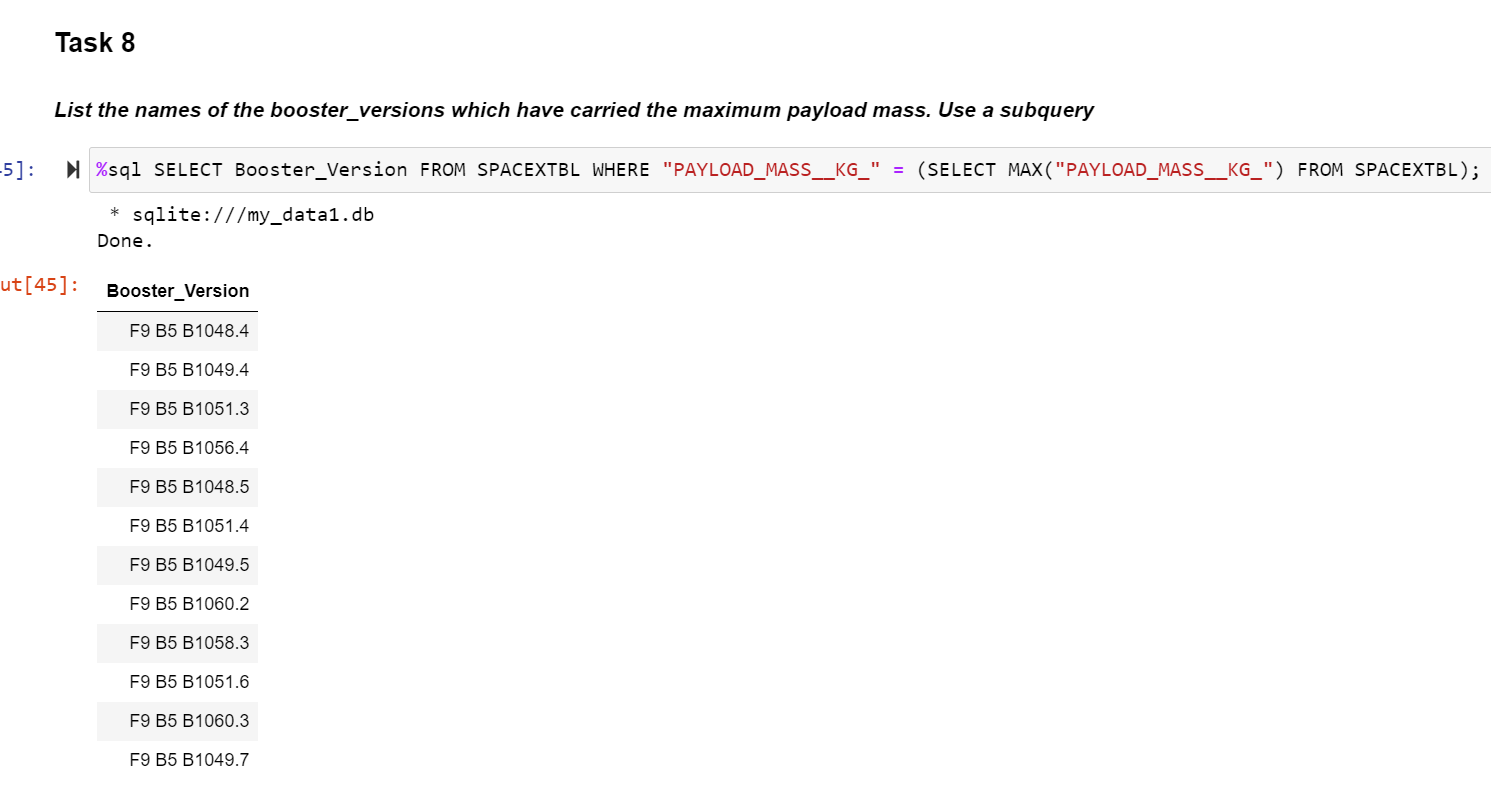 Task 8
List the names of the booster_versions which have carried the maximum payload mass. Use a subquery
5]: %sql SELECT Booster_Version FROM SPACEXTBL WHERE "PAYLOAD_MASS__KG_" = (SELECT MAX("PAYLOAD_MASS__KG_") FROM SPACEXTBL);
* sqlite:///my_data1.db
Done.
ut[45]: Booster_Version
F9 B5 B1048.4
F9 B5 B1049.4
F9 B5 B1051.3
F9 B5 B1056.4
F9 B5 B1048.5
F9 B5 B1051.4
F9 B5 B1049.5
F9 B5 B1060.2
F9 B5 B1058.3
F9 B5 B1051.6
F9 B5 B1060.3
F9 B5 B1049.7